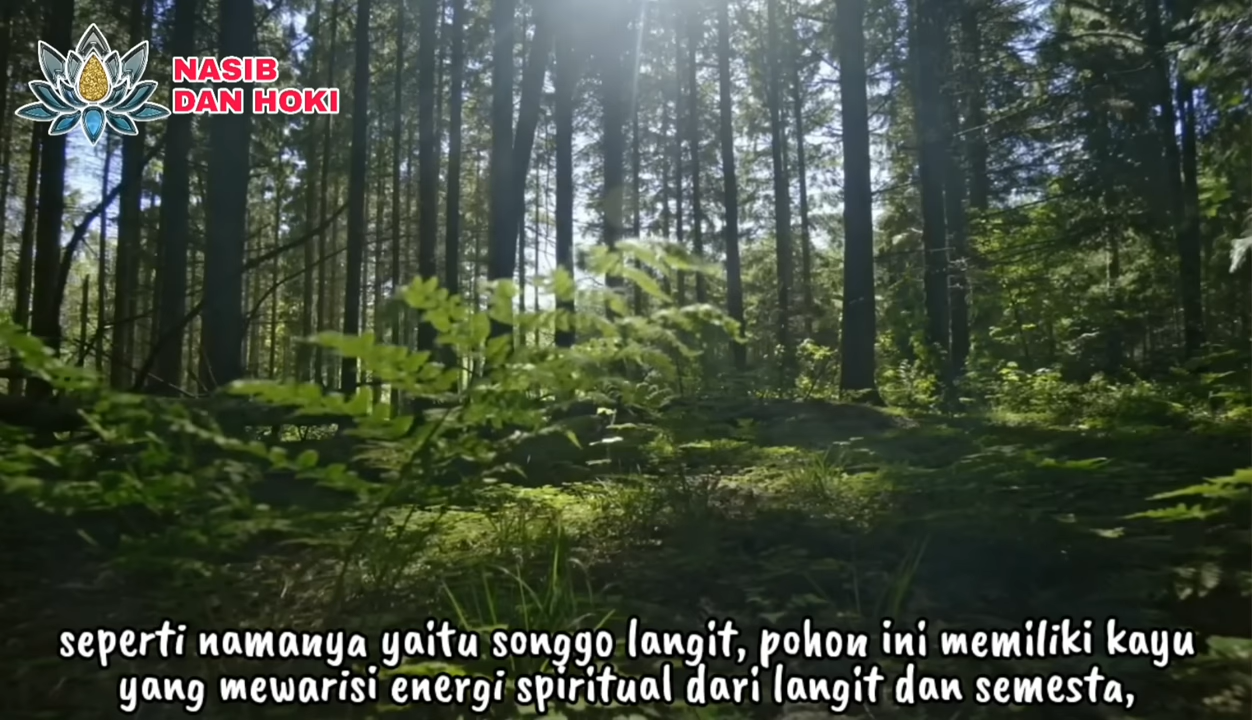 NASIB
DAN HOKI
seperti namanya yaitu songgo langit, pohon ini memiliki kayu
yang mewarisi energi spiritual dari langit dan semesta,